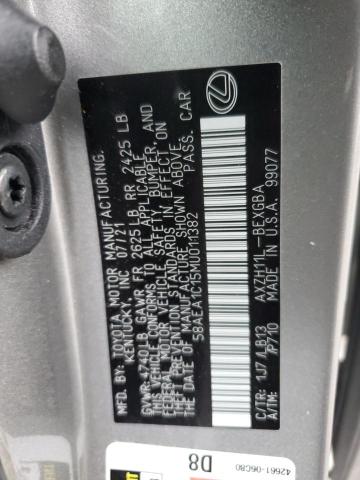 MFD. BY: TOYOTA MOTOR MANUFACTURING,
KENTUCKY, INC 07/21
GVWR:4740LB GAWR FR 2625LB RR 2425 LB
THIS VEHICLE CONFORMS TO ALL APPLICABLE
FEDERAL MOTOR VEHICLE SAFETY, BUMPER, AND
THEFT PREVENTION STANDARDS IN EFFECT ON
THE DATE OF MANUFACTURE SHOWN ABOVE.
58AEA1C15MU011382 PASS. CAR
C/TR: 1J7 /LB13 AXZH11L-BEXGBA
A/TM: /P710 MADE IN U.S.A. 99077
42661-06C80
D8